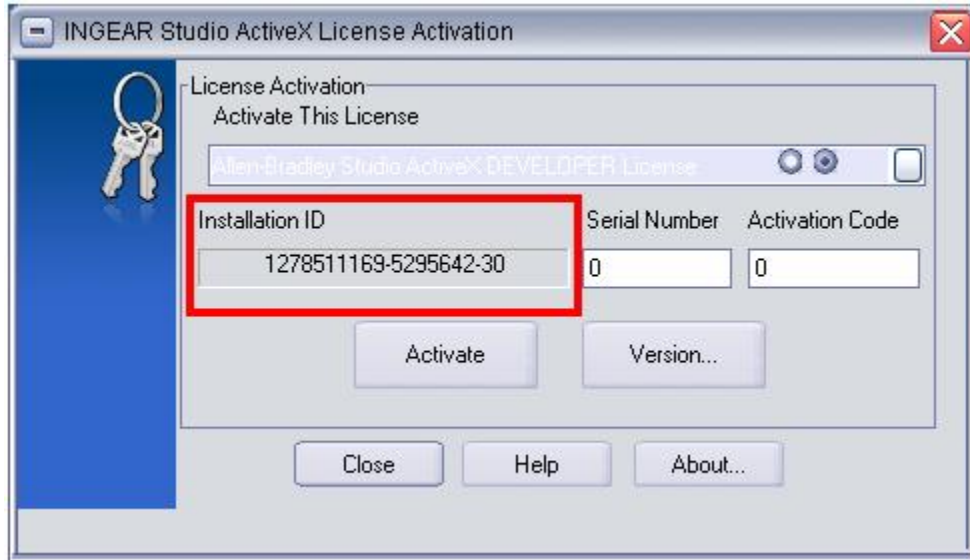 INGEAR Studio ActiveX License Activation
License Activation
Activate This License
Allen-Bradley Studio ActiveX DEVELOPER License
Installation ID Serial Number Activation Code
1278511169-5295642-30 0 0
Activate Version...
Close Help About...